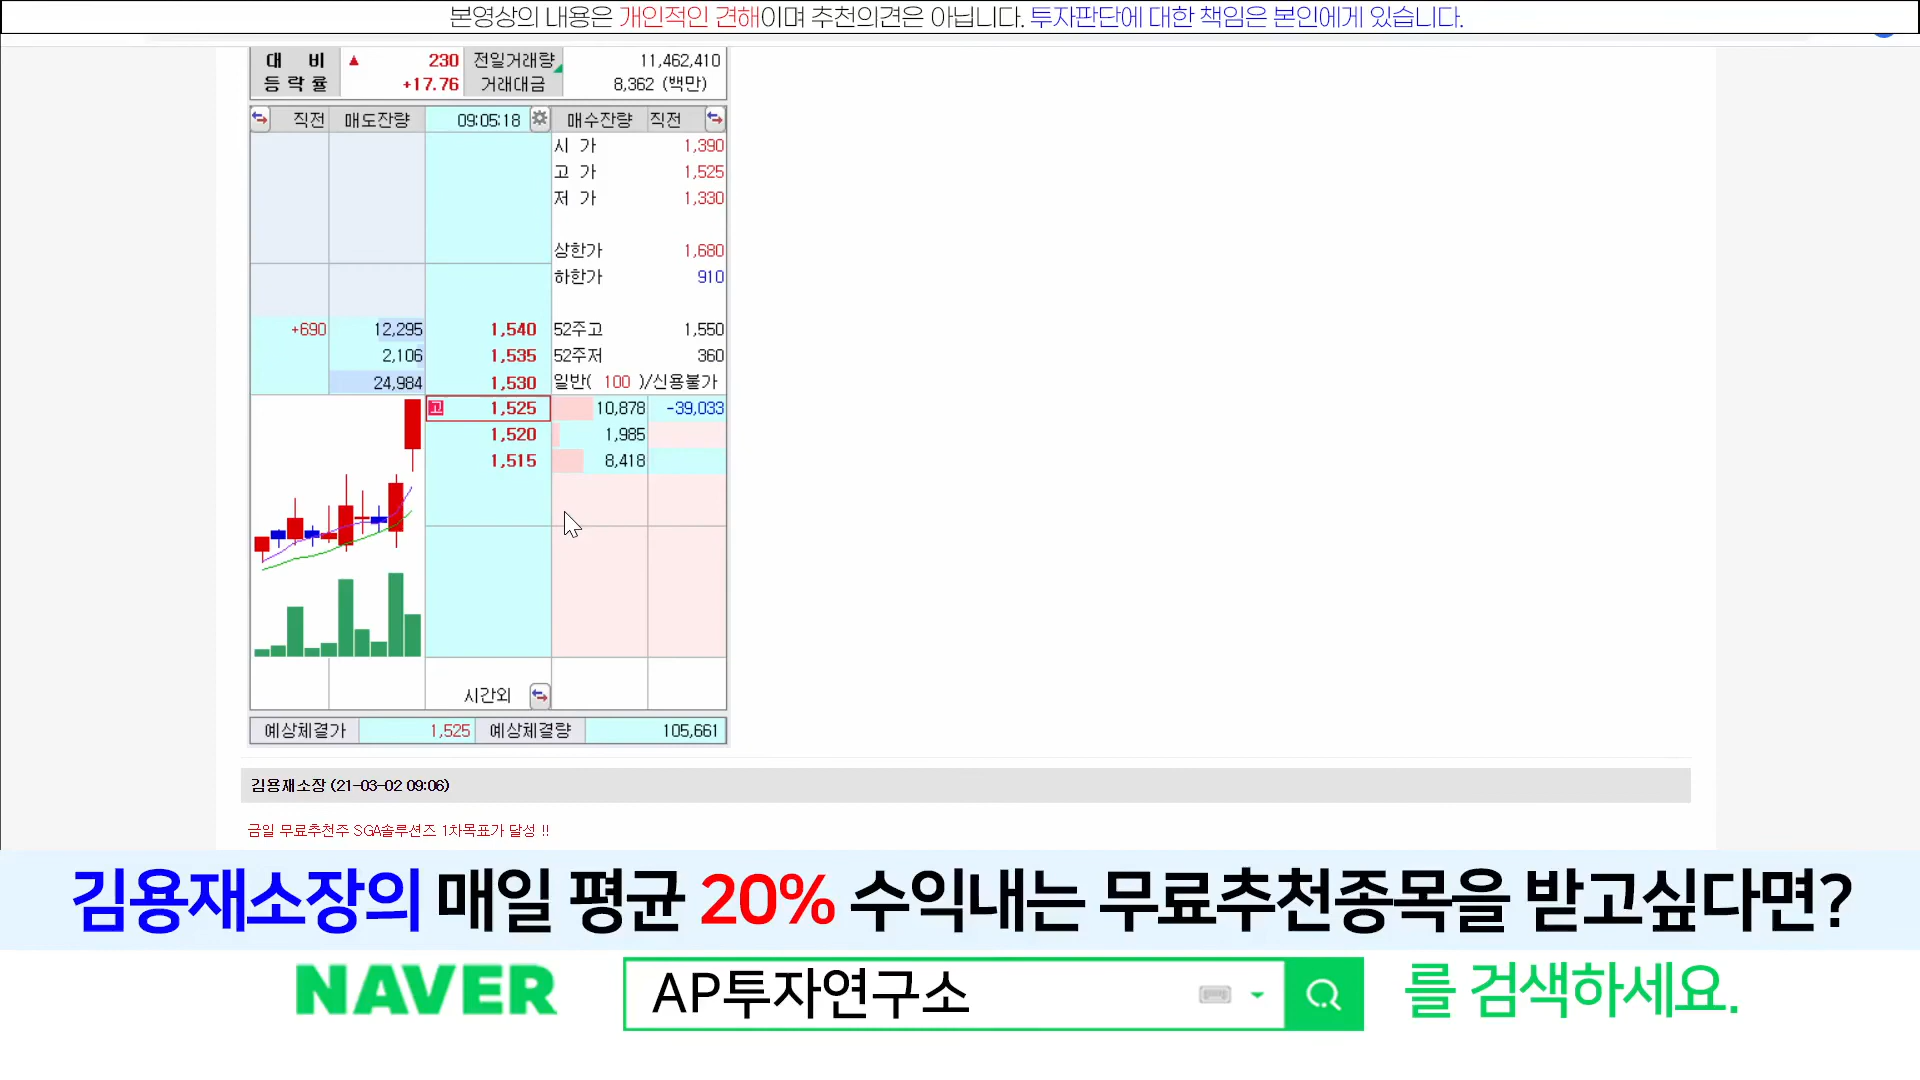 본영상의 내용은 개인적인 견해이며 추천의견은 아닙니다. 투자판단에 대한 책임은 본인에게 있습니다.
대 비 ▲ 230 전일거래량 11,462,410
등 락 률 +17.76 거래대금 8,362 (백만)
직전 매도잔량 09:05:18 매수잔량 직전
시 가 1,390
고 가 1,525
저 가 1,330
상한가 1,680
하한가 910
+690 12,295 1,540 52주고 1,550
2,106 1,535 52주저 360
24,984 1,530 일반( 100 )/신용불가
고 1,525 10,878 -39,033
1,520 1,985
1,515 8,418
시간외
예상체결가 1,525 예상체결량 105,661
김용재소장 (21-03-02 09:06)
금일 무료추천주 SGA솔루션즈 1차목표가 달성 !!
김용재소장의 매일 평균 20% 수익내는 무료추천종목을 받고싶다면?
NAVER AP투자연구소 를 검색하세요.